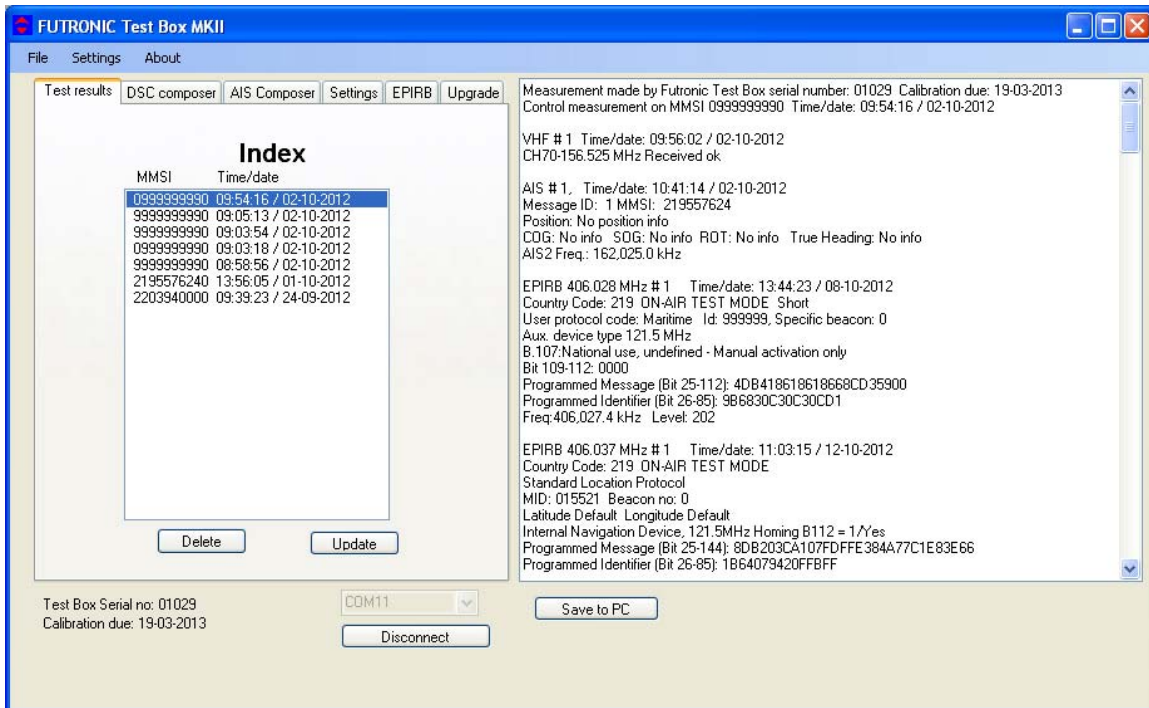 FUTRONIC Test Box MKII
File Settings About
Test results DSC composer AIS Composer Settings EPIRB Upgrade
Index
MMSI Time/date
0999999990 09:54:16 / 02-10-2012
9999999990 09:05:13 / 02-10-2012
9999999990 09:03:54 / 02-10-2012
0999999990 09:03:18 / 02-10-2012
9999999990 08:58:56 / 02-10-2012
2195576240 13:56:05 / 01-10-2012
2203940000 09:39:23 / 24-09-2012
Delete Update
Test Box Serial no: 01029
Calibration due: 19-03-2013
COM11
Disconnect
Measurement made by Futronic Test Box serial number: 01029 Calibration due: 19-03-2013
Control measurement on MMSI 0999999990 Time/date: 09:54:16 / 02-10-2012
VHF # 1 Time/date: 09:56:02 / 02-10-2012
CH70-156.525 MHz Received ok
AIS # 1, Time/date: 10:41:14 / 02-10-2012
Message ID: 1 MMSI: 219557624
Position: No position info
COG: No info SOG: No info ROT: No info True Heading: No info
AIS2 Freq.: 162,025.0 kHz
EPIRB 406.028 MHz # 1 Time/date: 13:44:23 / 08-10-2012
Country Code: 219 ON-AIR TEST MODE Short
User protocol code: Maritime Id: 999999, Specific beacon: 0
Aux. device type 121.5 MHz
B.107:National use, undefined - Manual activation only
Bit 109-112: 0000
Programmed Message (Bit 25-112): 4DB418618618668CD35900
Programmed Identifier (Bit 26-85): 9B6830C30C30CD1
Freq:406,027.4 kHz Level: 202
EPIRB 406.037 MHz # 1 Time/date: 11:03:15 / 12-10-2012
Country Code: 219 ON-AIR TEST MODE
Standard Location Protocol
MID: 015521 Beacon no: 0
Latitude Default Longitude Default
Internal Navigation Device, 121.5MHz Homing B112 = 1/Yes
Programmed Message (Bit 25-144): 8DB203CA107FDFFE384A77C1E83E66
Programmed Identifier (Bit 26-85): 1B64079420FFBFF
Save to PC